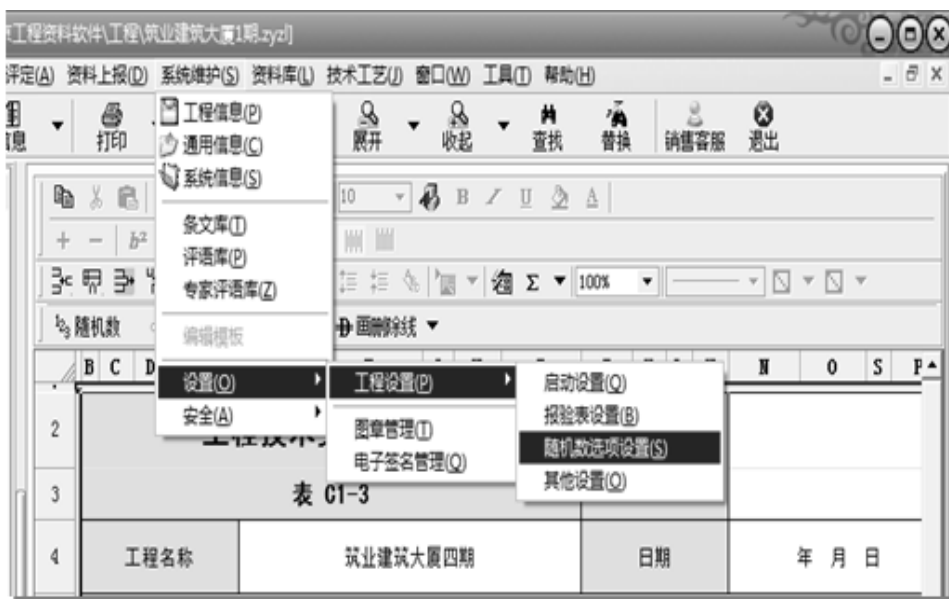 工程资料软件\工程\筑业建筑大厦1期.zyzl]
评定(A) 资料上报(D) 系统维护(S) 资料库(L) 技术工艺(J) 窗口(W) 工具(T) 帮助(H)
信息 打印 展开 收起 查找 替换 销售客服 退出
工程信息(P)
通用信息(C)
系统信息(S)
10 B I U A
条文库(T)
b²
评语库(P)
专家评语库(Z)
Σ 100%
随机数 编辑模板 画删除线
B C D N O S P
设置(O) 工程设置(P) 启动设置(Q)
安全(A) 报验表设置(B)
2 图章管理(T) 随机数选项设置(S)
电子签名管理(Q) 其他设置(O)
3 表 C1-3
4 工程名称 筑业建筑大厦四期 日期 年 月 日